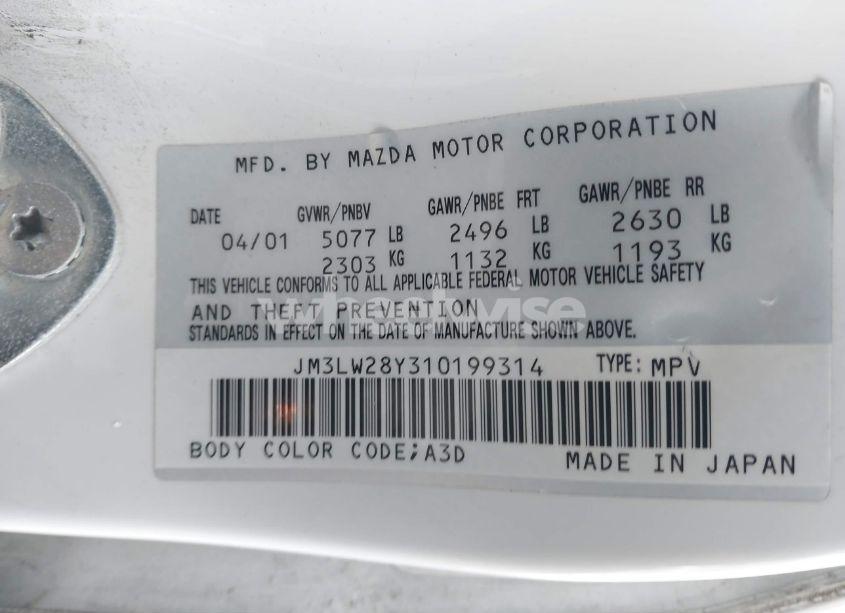 MFD. BY MAZDA MOTOR CORPORATION
DATE GVWR/PNBV GAWR/PNBE FRT GAWR/PNBE RR
04/01 5077 LB 2496 LB 2630 LB
2303 KG 1132 KG 1193 KG
THIS VEHICLE CONFORMS TO ALL APPLICABLE FEDERAL MOTOR VEHICLE SAFETY
AND THEFT PREVENTION
STANDARDS IN EFFECT ON THE DATE OF MANUFACTURE SHOWN ABOVE.
wheelwise
JM3LW28Y310199314 TYPE: MPV
BODY COLOR CODE;A3D
MADE IN JAPAN